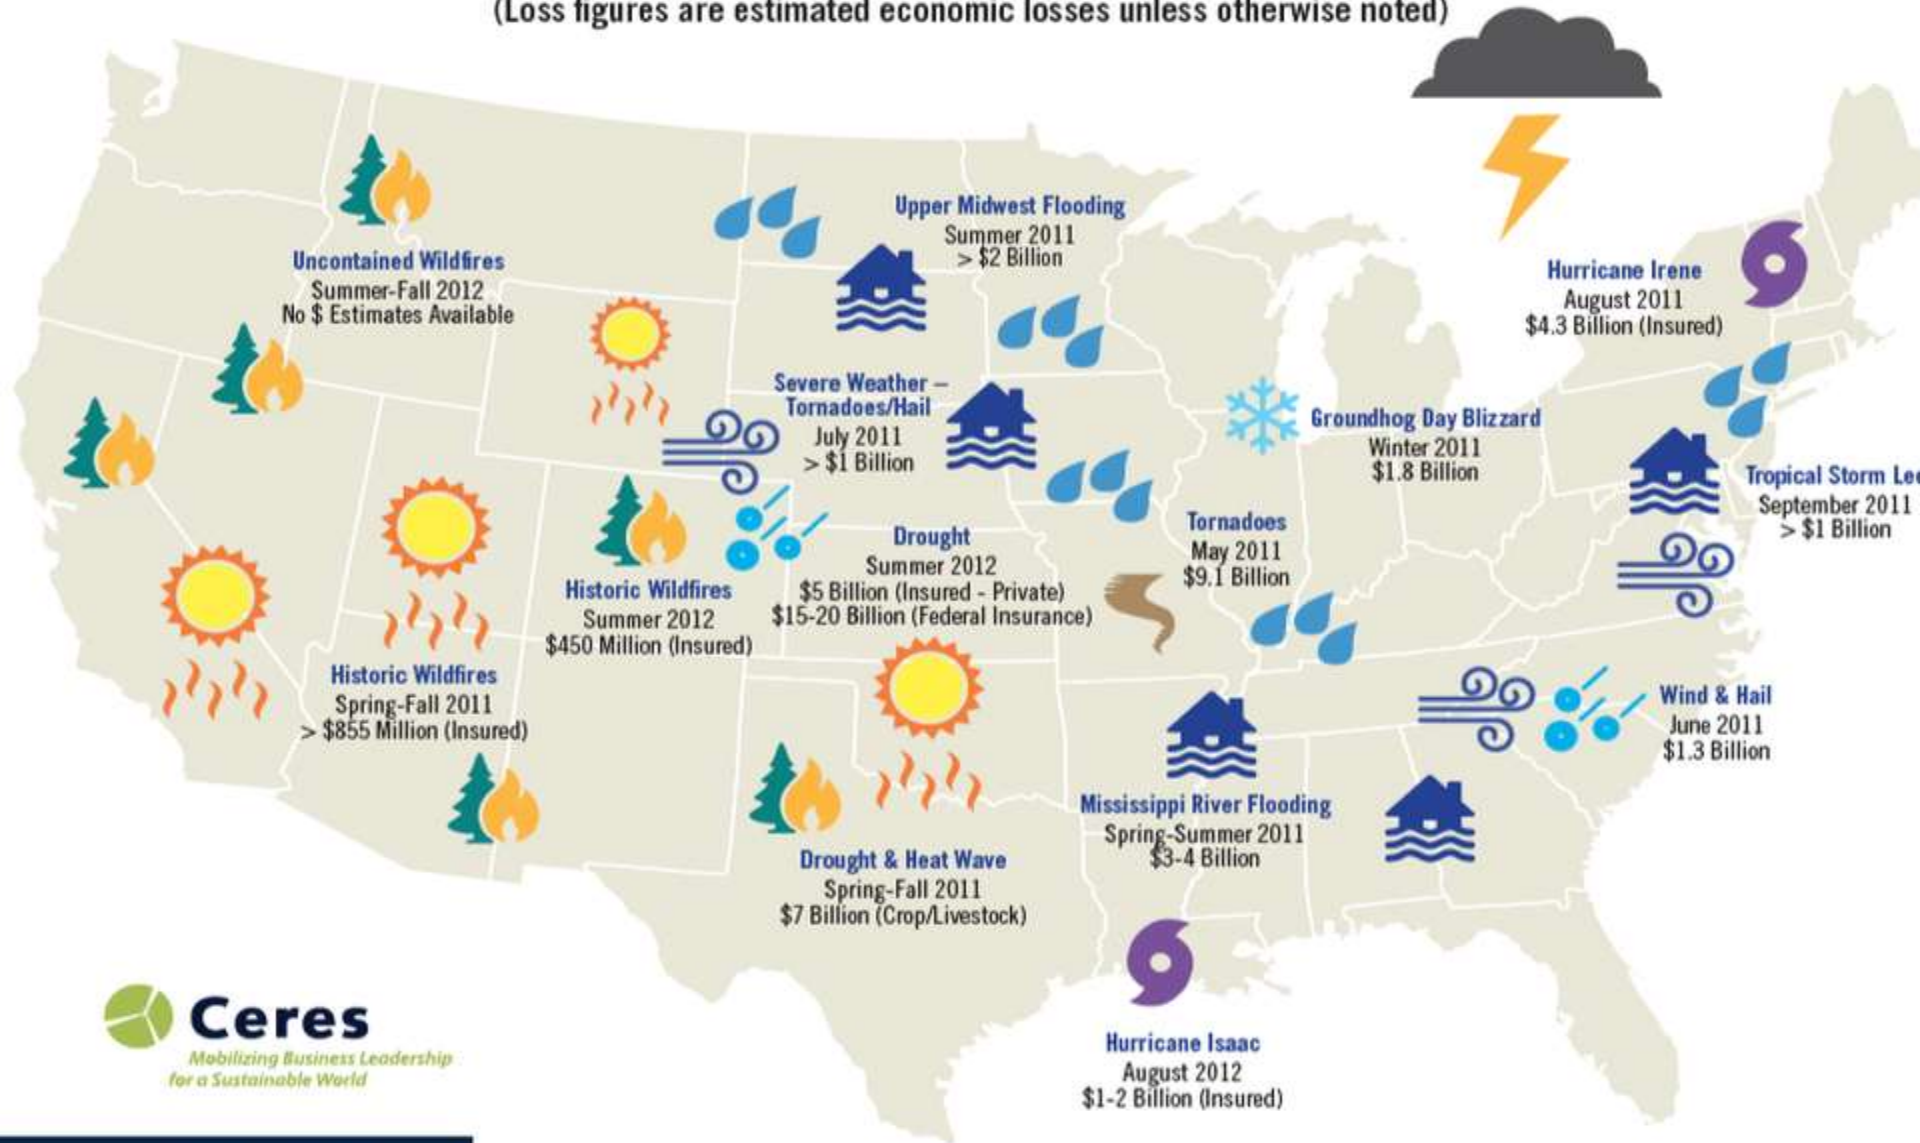 (Loss figures are estimated economic losses unless otherwise noted)
Upper Midwest Flooding
Summer 2011
> $2 Billion
Uncontained Wildfires
Summer-Fall 2012
No $ Estimates Available
Hurricane Irene
August 2011
$4.3 Billion (Insured)
Severe Weather –
Tornadoes/Hail
July 2011
> $1 Billion
Groundhog Day Blizzard
Winter 2011
$1.8 Billion
Tropical Storm Lee
September 2011
> $1 Billion
Tornadoes
May 2011
$9.1 Billion
Drought
Summer 2012
$5 Billion (Insured - Private)
$15-20 Billion (Federal Insurance)
Historic Wildfires
Summer 2012
$450 Million (Insured)
Historic Wildfires
Spring-Fall 2011
> $855 Million (Insured)
Wind & Hail
June 2011
$1.3 Billion
Mississippi River Flooding
Spring-Summer 2011
$3-4 Billion
Drought & Heat Wave
Spring-Fall 2011
$7 Billion (Crop/Livestock)
Hurricane Isaac
August 2012
$1-2 Billion (Insured)
Ceres
Mobilizing Business Leadership
for a Sustainable World